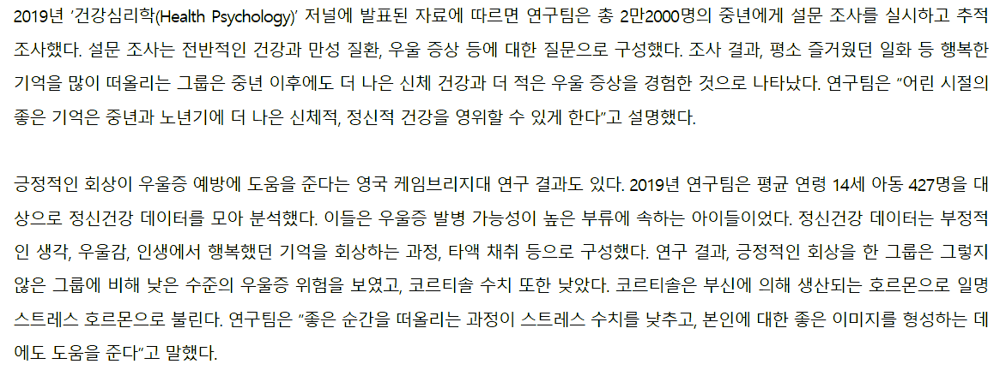 2019년 ‘건강심리학(Health Psychology)’ 저널에 발표된 자료에 따르면 연구팀은 총 2만2000명의 중년에게 설문 조사를 실시하고 추적
조사했다. 설문 조사는 전반적인 건강과 만성 질환, 우울 증상 등에 대한 질문으로 구성했다. 조사 결과, 평소 즐거웠던 일화 등 행복한
기억을 많이 떠올리는 그룹은 중년 이후에도 더 나은 신체 건강과 더 적은 우울 증상을 경험한 것으로 나타났다. 연구팀은 “어린 시절의
좋은 기억은 중년과 노년기에 더 나은 신체적, 정신적 건강을 영위할 수 있게 한다”고 설명했다.
긍정적인 회상이 우울증 예방에 도움을 준다는 영국 케임브리지대 연구 결과도 있다. 2019년 연구팀은 평균 연령 14세 아동 427명을 대
상으로 정신건강 데이터를 모아 분석했다. 이들은 우울증 발병 가능성이 높은 부류에 속하는 아이들이었다. 정신건강 데이터는 부정적
인 생각, 우울감, 인생에서 행복했던 기억을 회상하는 과정, 타액 채취 등으로 구성했다. 연구 결과, 긍정적인 회상을 한 그룹은 그렇지
않은 그룹에 비해 낮은 수준의 우울증 위험을 보였고, 코르티솔 수치 또한 낮았다. 코르티솔은 부신에 의해 생산되는 호르몬으로 일명
스트레스 호르몬으로 불린다. 연구팀은 “좋은 순간을 떠올리는 과정이 스트레스 수치를 낮추고, 본인에 대한 좋은 이미지를 형성하는 데
에도 도움을 준다“고 말했다.